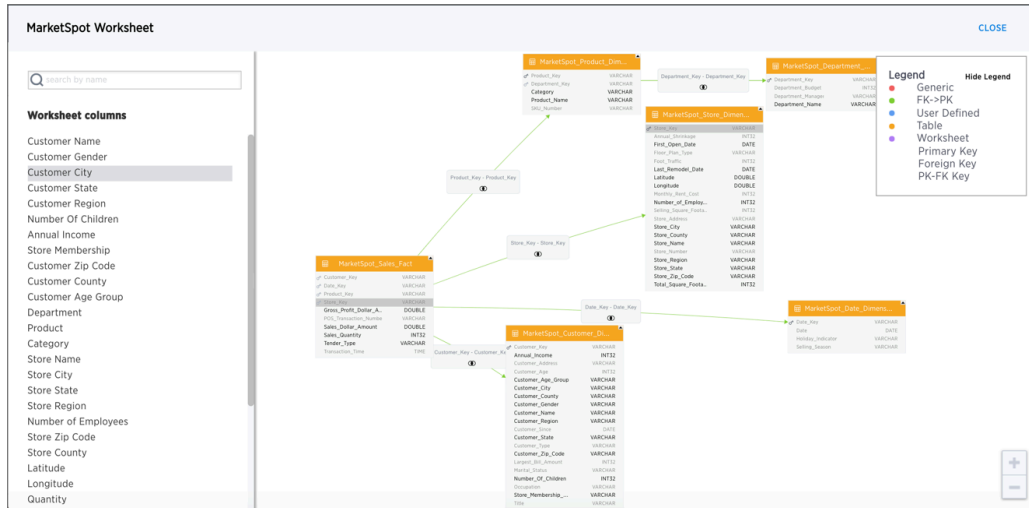 MarketSpot Worksheet
CLOSE
search by name
Worksheet columns
Customer Name
Customer Gender
Customer City
Customer State
Customer Region
Number Of Children
Annual Income
Store Membership
Customer Zip Code
Customer County
Customer Age Group
Department
Product
Category
Store Name
Store City
Store State
Store Region
Number of Employees
Store Zip Code
Store County
Latitude
Longitude
Quantity
MarketSpot_Product_Dim...
Product_Key VARCHAR
Department_Key VARCHAR
Category VARCHAR
Product_Name VARCHAR
SKU_Number VARCHAR
Department_Key - Department_Key
MarketSpot_Department_...
Department_Key VARCHAR
Department_Budget INT32
Department_Manager VARCHAR
Department_Name VARCHAR
Legend Hide Legend
Generic
FK->PK
User Defined
Table
Worksheet
Primary Key
Foreign Key
PK-FK Key
MarketSpot_Store_Dimen...
Store_Key VARCHAR
Annual_Shrinkage INT32
First_Open_Date DATE
Floor_Plan_Type VARCHAR
Foot_Traffic INT32
Last_Remodel_Date DATE
Latitude DOUBLE
Longitude DOUBLE
Monthly_Rent_Cost INT32
Number_of_Employ... INT32
Selling_Square_Foota... INT32
Store_Address VARCHAR
Store_City VARCHAR
Store_County VARCHAR
Store_Name VARCHAR
Store_Number VARCHAR
Store_Region VARCHAR
Store_State VARCHAR
Store_Zip_Code VARCHAR
Total_Square_Foota... INT32
Product_Key - Product_Key
Store_Key - Store_Key
MarketSpot_Sales_Fact
Customer_Key VARCHAR
Date_Key VARCHAR
Product_Key VARCHAR
Store_Key VARCHAR
Gross_Profit_Dollar_A... DOUBLE
POS_Transaction_Numbe VARCHAR
Sales_Dollar_Amount DOUBLE
Sales_Quantity INT32
Tender_Type VARCHAR
Transaction_Time TIME
Date_Key - Date_Key
Customer_Key - Customer_Ke
MarketSpot_Date_Dimens...
Date_Key VARCHAR
Date DATE
Holiday_Indicator VARCHAR
Selling_Season VARCHAR
MarketSpot_Customer_Di...
Customer_Key VARCHAR
Annual_Income INT32
Customer_Address VARCHAR
Customer_Age INT32
Customer_Age_Group VARCHAR
Customer_City VARCHAR
Customer_County VARCHAR
Customer_Gender VARCHAR
Customer_Name VARCHAR
Customer_Region VARCHAR
Customer_Since DATE
Customer_State VARCHAR
Customer_Type VARCHAR
Customer_Zip_Code VARCHAR
Largest_Bill_Amount INT32
Marital_Status VARCHAR
Number_Of_Children INT32
Occupation VARCHAR
Store_Membership_... VARCHAR
Title VARCHAR